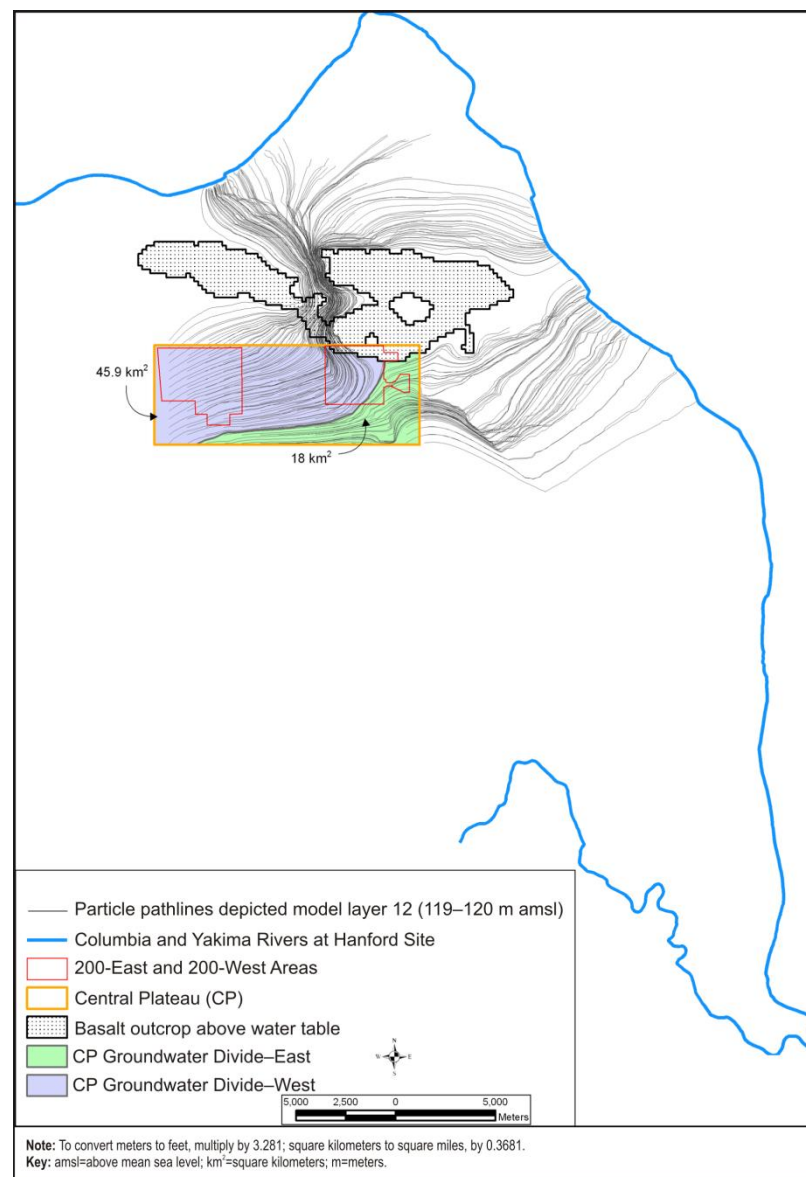 45.9 km²
18 km²
Particle pathlines depicted model layer 12 (119–120 m amsl)
Columbia and Yakima Rivers at Hanford Site
200-East and 200-West Areas
Central Plateau (CP)
Basalt outcrop above water table
CP Groundwater Divide–East
CP Groundwater Divide–West
N
W E
S
5,000 2,500 0 5,000
Meters
Note: To convert meters to feet, multiply by 3.281; square kilometers to square miles, by 0.3681.
Key: amsl=above mean sea level; km²=square kilometers; m=meters.